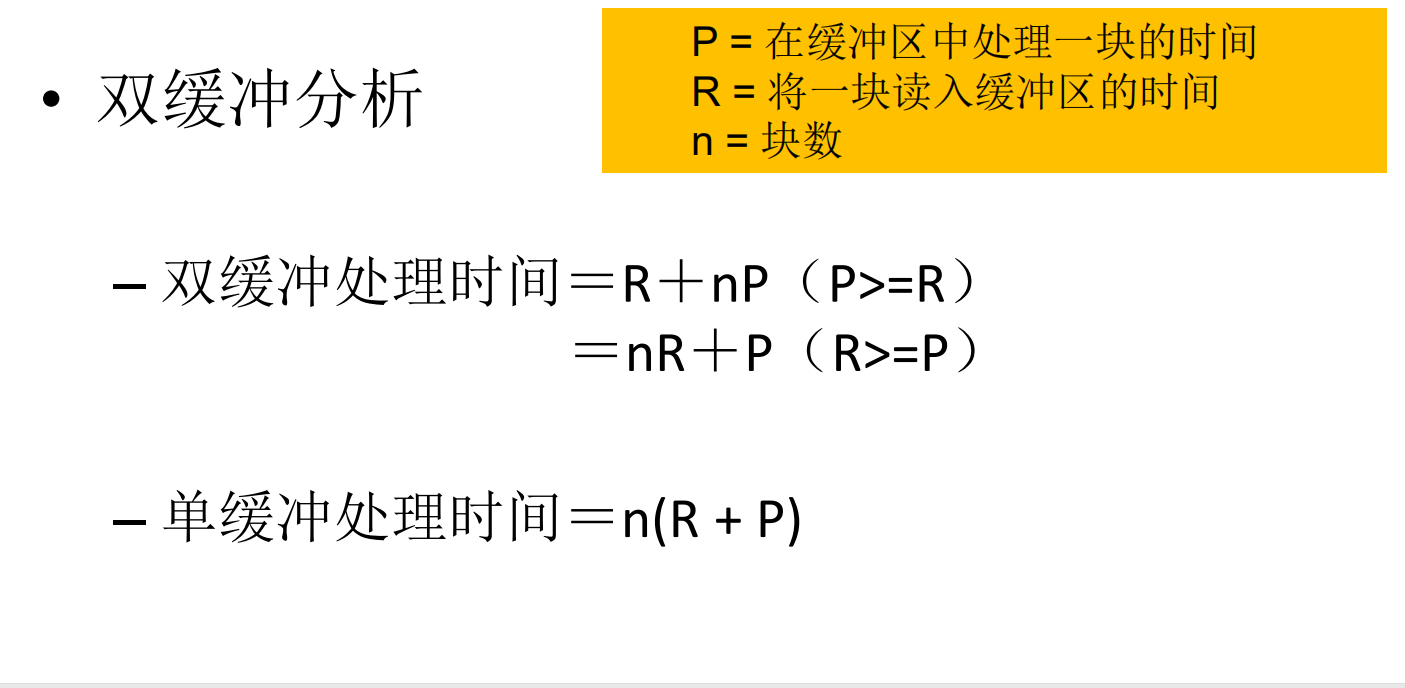 P = 在缓冲区中处理一块的时间
R = 将一块读入缓冲区的时间
n = 块数
• 双缓冲分析
– 双缓冲处理时间＝R＋nP（P>=R）
＝nR＋P（R>=P）
– 单缓冲处理时间＝n(R + P)